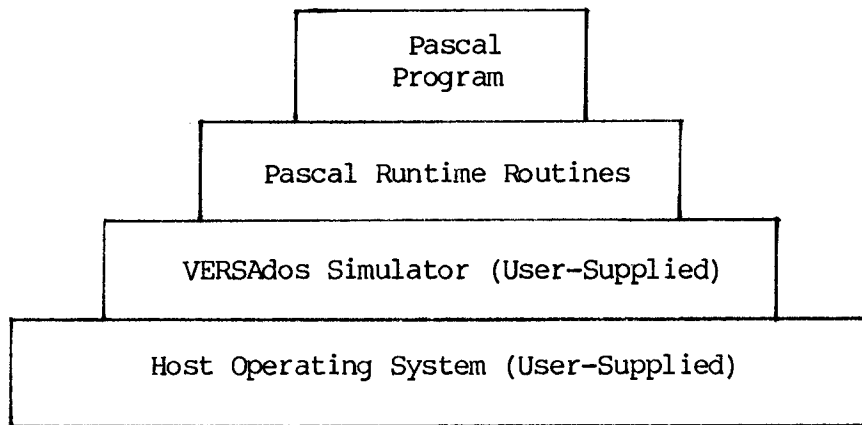 Pascal
Program
Pascal Runtime Routines
VERSAdos Simulator (User-Supplied)
Host Operating System (User-Supplied)